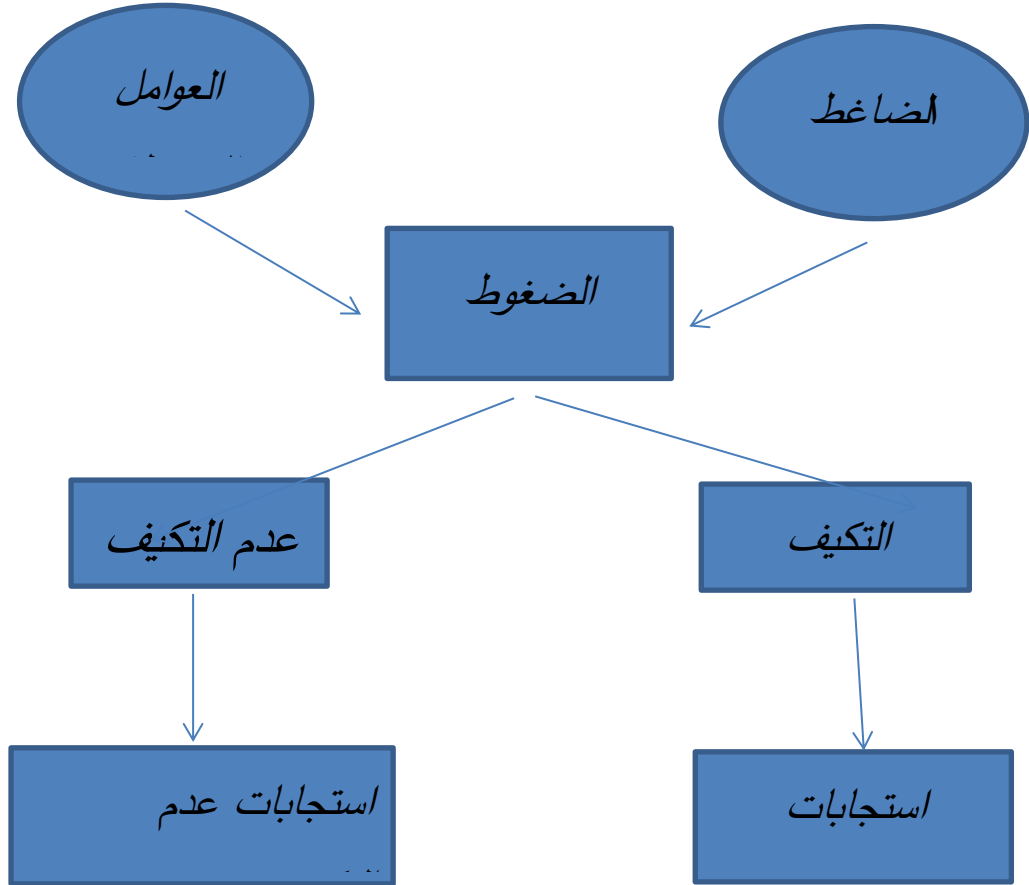 الضاغط
العوامل
الضغوط
التكيف
عدم التكيف
استجابات
استجابات عدم